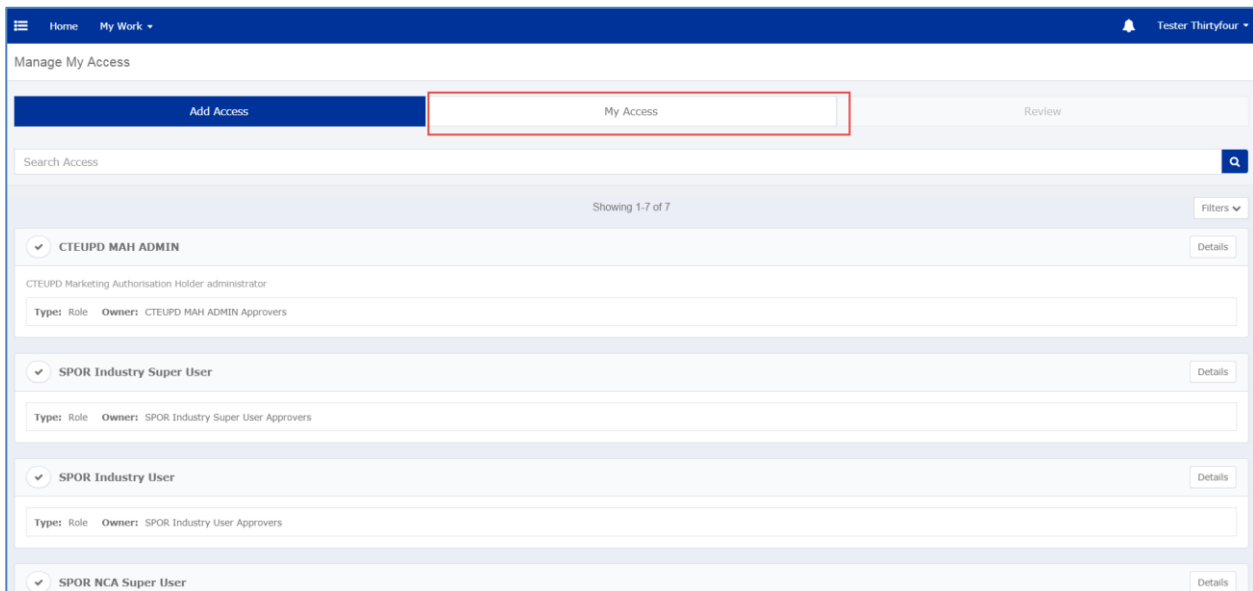 Home My Work Tester Thirtyfour
Manage My Access
Add Access My Access Review
Search Access
Showing 1-7 of 7 Filters
CTEUPD MAH ADMIN Details
CTEUPD Marketing Authorisation Holder administrator
Type: Role Owner: CTEUPD MAH ADMIN Approvers
SPOR Industry Super User Details
Type: Role Owner: SPOR Industry Super User Approvers
SPOR Industry User Details
Type: Role Owner: SPOR Industry User Approvers
SPOR NCA Super User Details